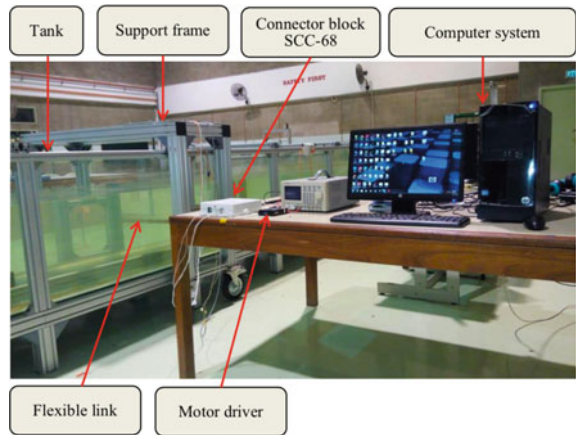 Tank
Support frame
Connector block
SCC-68
Computer system
SAFETY FIRST
Flexible link
Motor driver